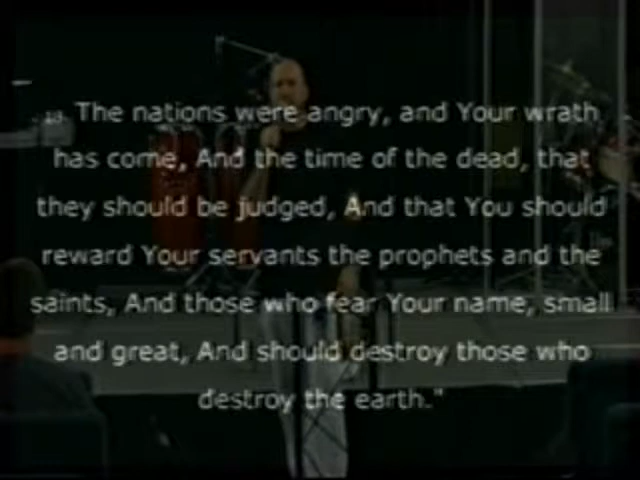 The nations were angry, and Your wrath
has come, And the time of the dead, that
they should be judged, And that You should
reward Your servants the prophets and the
saints, And those who fear Your name, small
and great, And should destroy those who
destroy the earth."